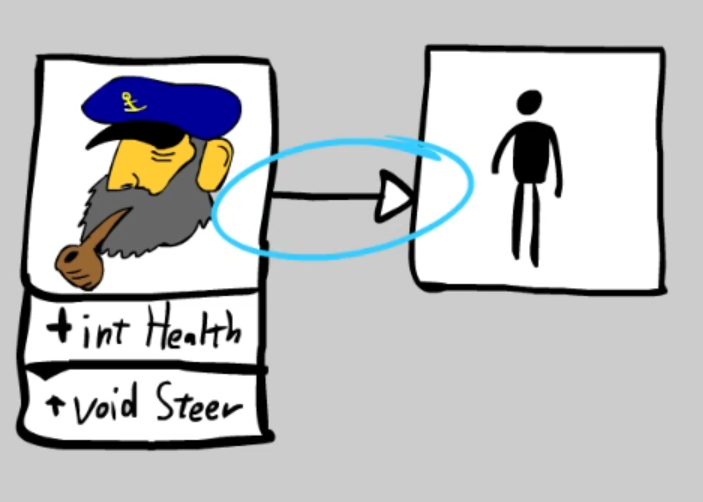 + int Health
+ void Steer